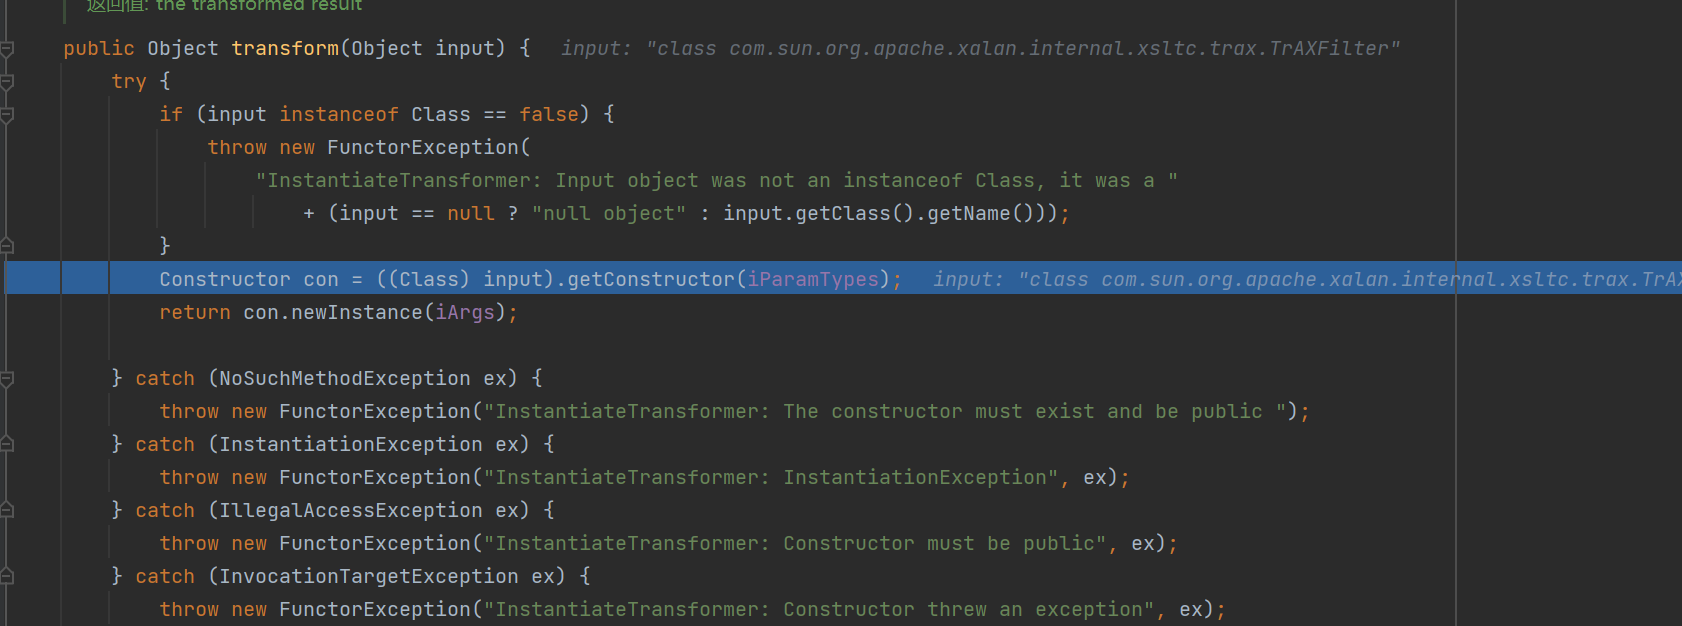 返回值: the transformed result
public Object transform(Object input) {   input: "class com.sun.org.apache.xalan.internal.xsltc.trax.TrAXFilter"
    try {
        if (input instanceof Class == false) {
            throw new FunctorException(
                "InstantiateTransformer: Input object was not an instanceof Class, it was a "
                    + (input == null ? "null object" : input.getClass().getName()));
        }
        Constructor con = ((Class) input).getConstructor(iParamTypes);   input: "class com.sun.org.apache.xalan.internal.xsltc.trax.TrAX
        return con.newInstance(iArgs);
    } catch (NoSuchMethodException ex) {
        throw new FunctorException("InstantiateTransformer: The constructor must exist and be public ");
    } catch (InstantiationException ex) {
        throw new FunctorException("InstantiateTransformer: InstantiationException", ex);
    } catch (IllegalAccessException ex) {
        throw new FunctorException("InstantiateTransformer: Constructor must be public", ex);
    } catch (InvocationTargetException ex) {
        throw new FunctorException("InstantiateTransformer: Constructor threw an exception", ex);